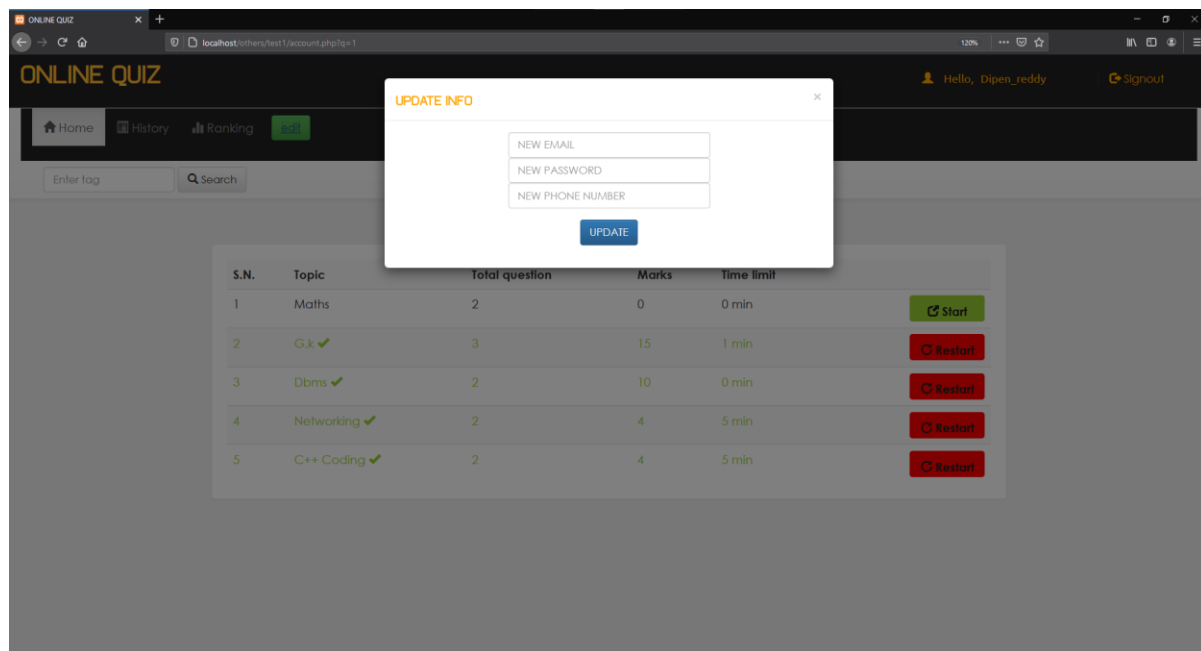 ONLINE QUIZ
localhost/others/test1/account.php?q=1 120%
ONLINE QUIZ Hello, Dipen_reddy Signout
UPDATE INFO ×
Home History Ranking edit
NEW EMAIL
NEW PASSWORD
NEW PHONE NUMBER
Enter tag Search
UPDATE
S.N. Topic Total question Marks Time limit
1 Maths 2 0 0 min Start
2 G.k 3 15 1 min Restart
3 Dbms 2 10 0 min Restart
4 Networking 2 4 5 min Restart
5 C++ Coding 2 4 5 min Restart